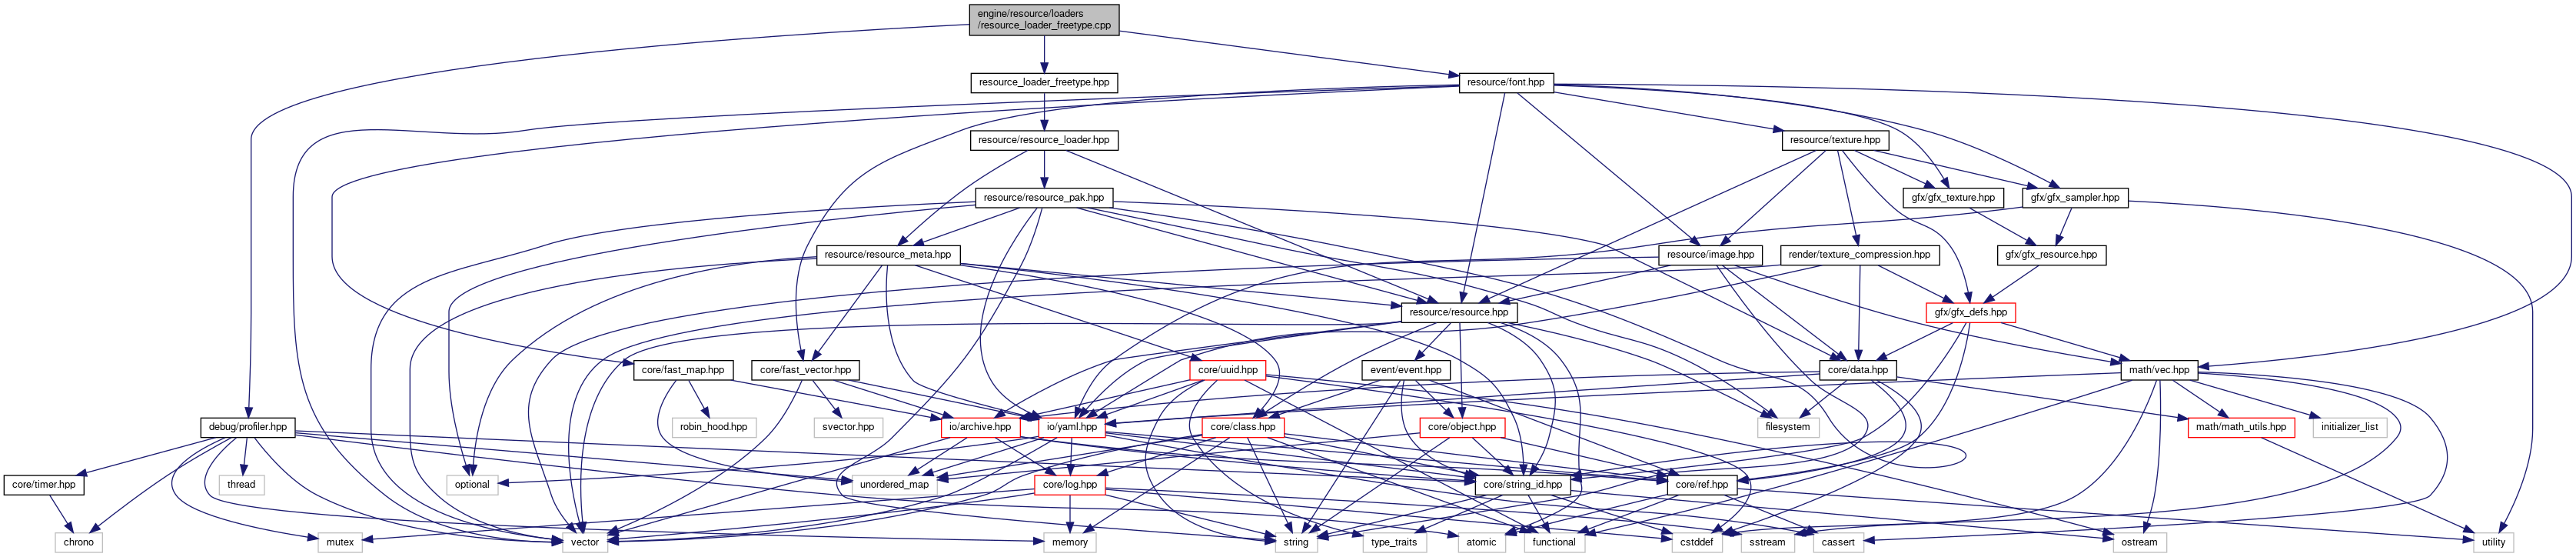 engine/resource/loaders
/resource_loader_freetype.cpp
resource_loader_freetype.hpp
resource/font.hpp
resource/resource_loader.hpp
resource/texture.hpp
resource/resource_pak.hpp
gfx/gfx_texture.hpp
gfx/gfx_sampler.hpp
resource/resource_meta.hpp
resource/image.hpp
render/texture_compression.hpp
gfx/gfx_resource.hpp
resource/resource.hpp
gfx/gfx_defs.hpp
core/fast_map.hpp
core/fast_vector.hpp
core/uuid.hpp
event/event.hpp
core/data.hpp
math/vec.hpp
debug/profiler.hpp
robin_hood.hpp
svector.hpp
io/archive.hpp
io/yaml.hpp
core/class.hpp
core/object.hpp
filesystem
math/math_utils.hpp
initializer_list
core/timer.hpp
thread
optional
unordered_map
core/log.hpp
core/string_id.hpp
core/ref.hpp
chrono
mutex
vector
memory
string
type_traits
atomic
functional
cstddef
sstream
cassert
ostream
utility